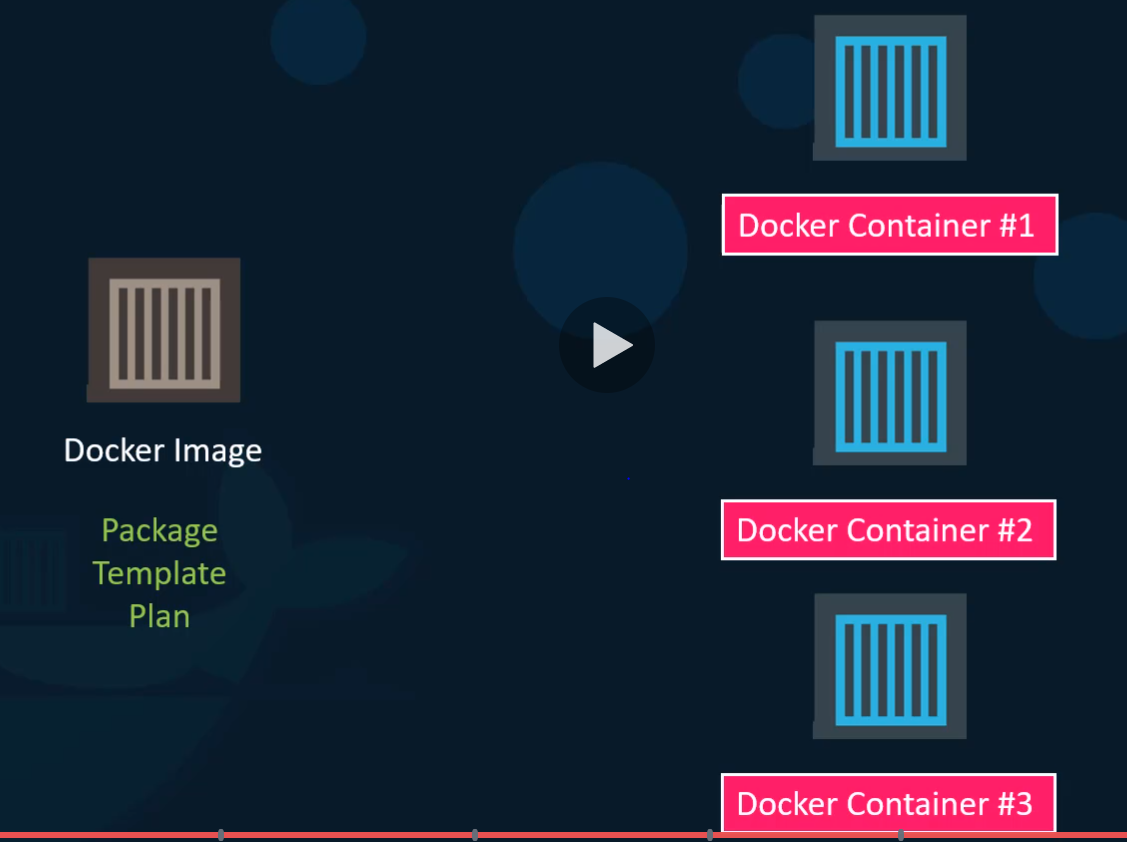 Docker Container #1
Docker Image
Package
Template
Plan
Docker Container #2
Docker Container #3